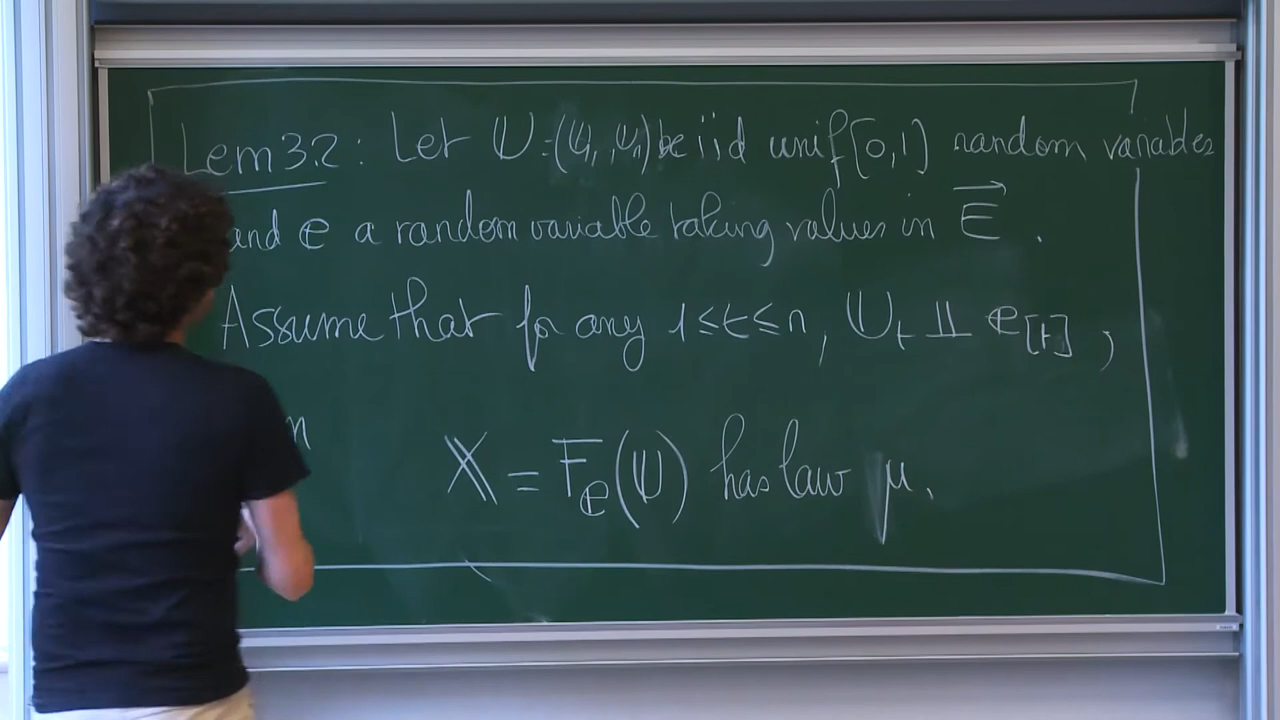 Lem 3.2 : Let 𝕌 = (U₁, , Uₙ) be iid unif [0,1] random variables
and 𝕖 a random variable taking values in E⃗ .
Assume that for any 1 ≤ t ≤ n, U_t ⫫ 𝕖_[t] ,
𝕏 = F_𝕖(𝕌) has law μ.